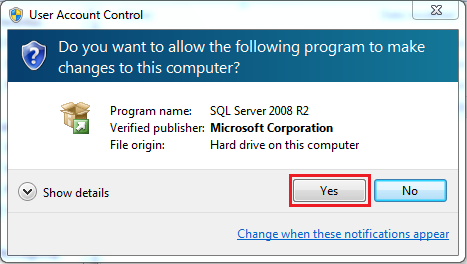 User Account Control
Do you want to allow the following program to make
changes to this computer?
Program name: SQL Server 2008 R2
Verified publisher: Microsoft Corporation
File origin: Hard drive on this computer
Show details
Yes
No
Change when these notifications appear